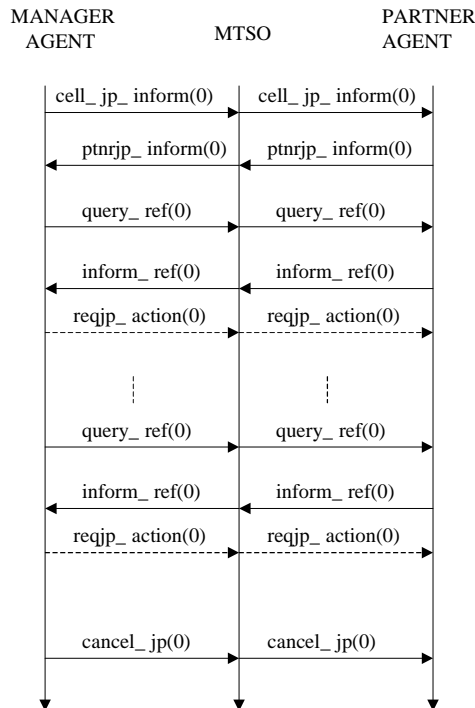 MANAGER
AGENT
MTSO
PARTNER
AGENT
cell_ jp_ inform(0) cell_ jp_ inform(0)
ptnrjp_ inform(0) ptnrjp_ inform(0)
query_ ref(0) query_ ref(0)
inform_ ref(0) inform_ ref(0)
reqjp_ action(0) reqjp_ action(0)
query_ ref(0) query_ ref(0)
inform_ ref(0) inform_ ref(0)
reqjp_ action(0) reqjp_ action(0)
cancel_ jp(0) cancel_ jp(0)